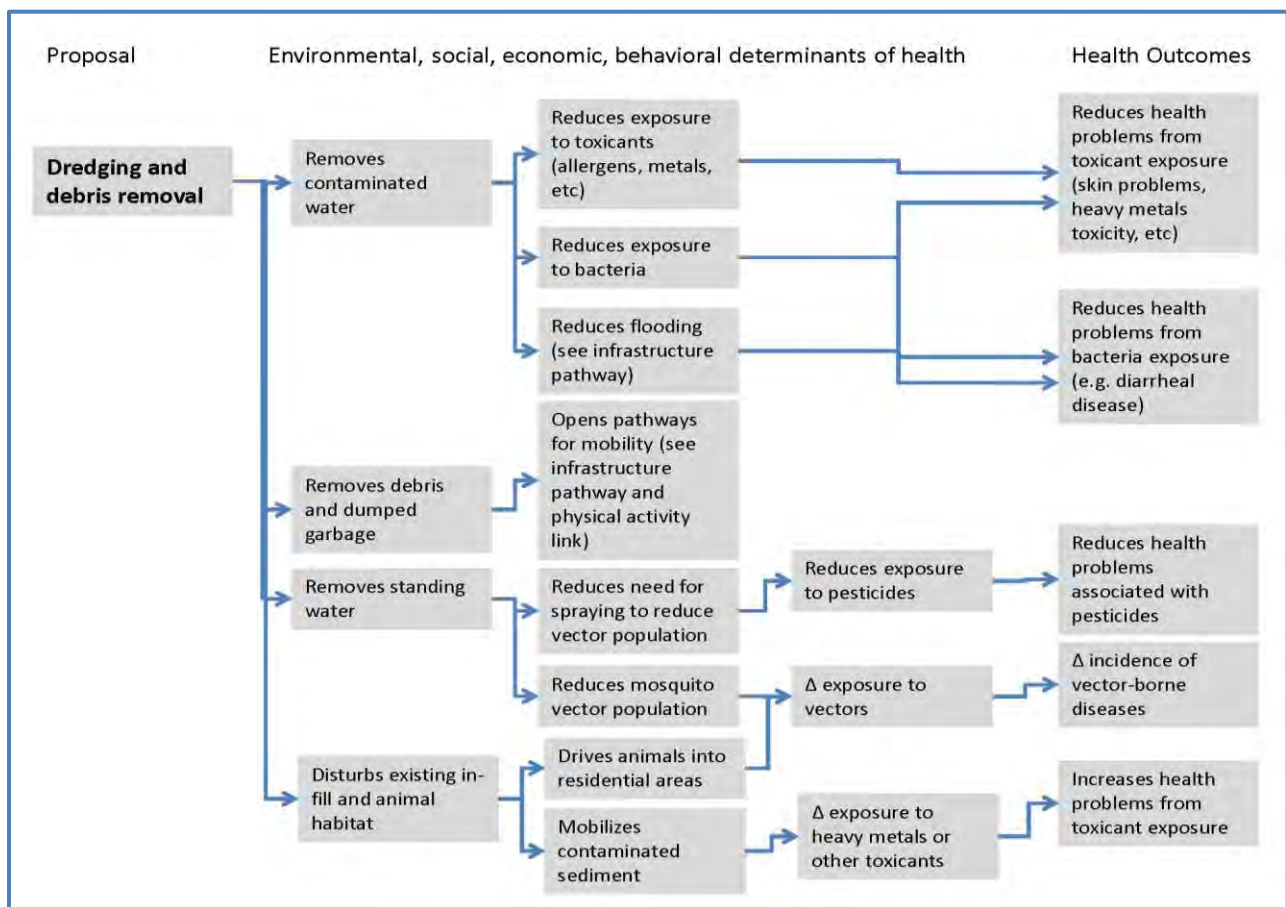 Proposal
Environmental, social, economic, behavioral determinants of health
Health Outcomes
Dredging and
debris removal
Removes
contaminated
water
Reduces exposure
to toxicants
(allergens, metals,
etc)
Reduces health
problems from
toxicant exposure
(skin problems,
heavy metals
toxicity, etc)
Reduces exposure
to bacteria
Reduces flooding
(see infrastructure
pathway)
Reduces health
problems from
bacteria exposure
(e.g. diarrheal
disease)
Removes debris
and dumped
garbage
Opens pathways
for mobility (see
infrastructure
pathway and
physical activity
link)
Removes standing
water
Reduces need for
spraying to reduce
vector population
Reduces exposure
to pesticides
Reduces health
problems
associated with
pesticides
Reduces mosquito
vector population
Δ exposure to
vectors
Δ incidence of
vector-borne
diseases
Disturbs existing in-
fill and animal
habitat
Drives animals into
residential areas
Mobilizes
contaminated
sediment
Δ exposure to
heavy metals or
other toxicants
Increases health
problems from
toxicant exposure